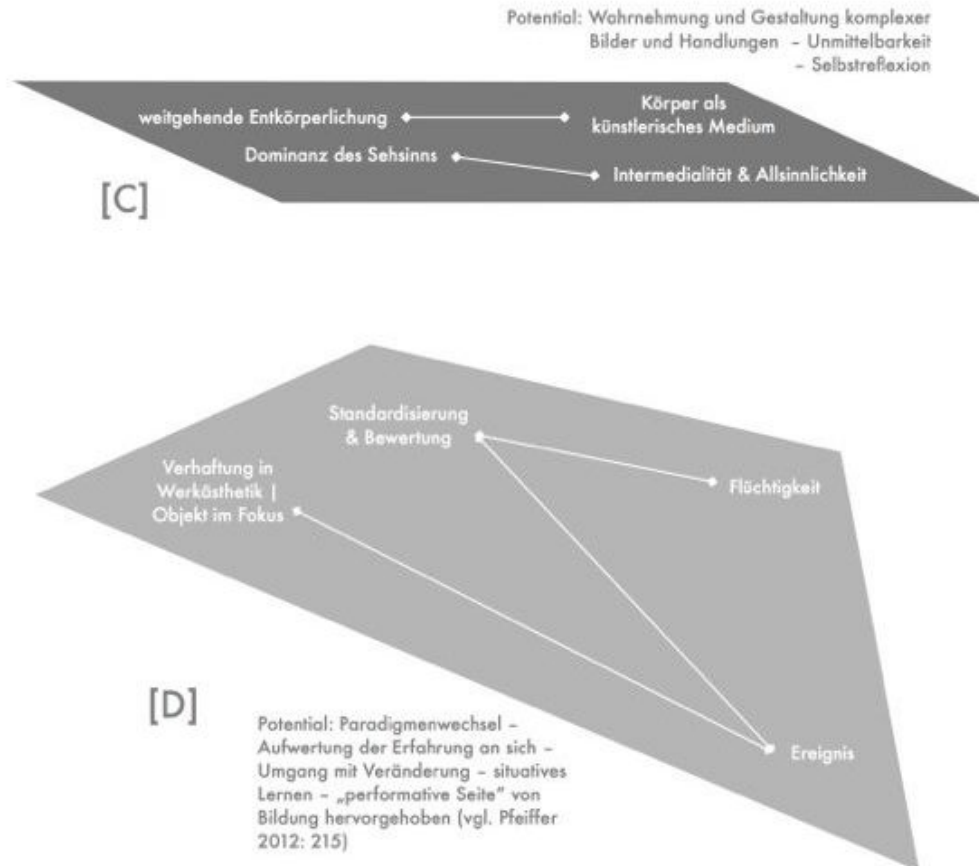 Potential: Wahrnehmung und Gestaltung komplexer
Bilder und Handlungen – Unmittelbarkeit
– Selbstreflexion
weitgehende Entkörperlichung
Körper als
künstlerisches Medium
Dominanz des Sehsinns
Intermedialität & Allsinnlichkeit
[C]
Standardisierung
& Bewertung
Verhaftung in
Werkästhetik |
Objekt im Fokus
Flüchtigkeit
Ereignis
[D]
Potential: Paradigmenwechsel –
Aufwertung der Erfahrung an sich –
Umgang mit Veränderung – situatives
Lernen – „performative Seite" von
Bildung hervorgehoben (vgl. Pfeiffer
2012: 215)